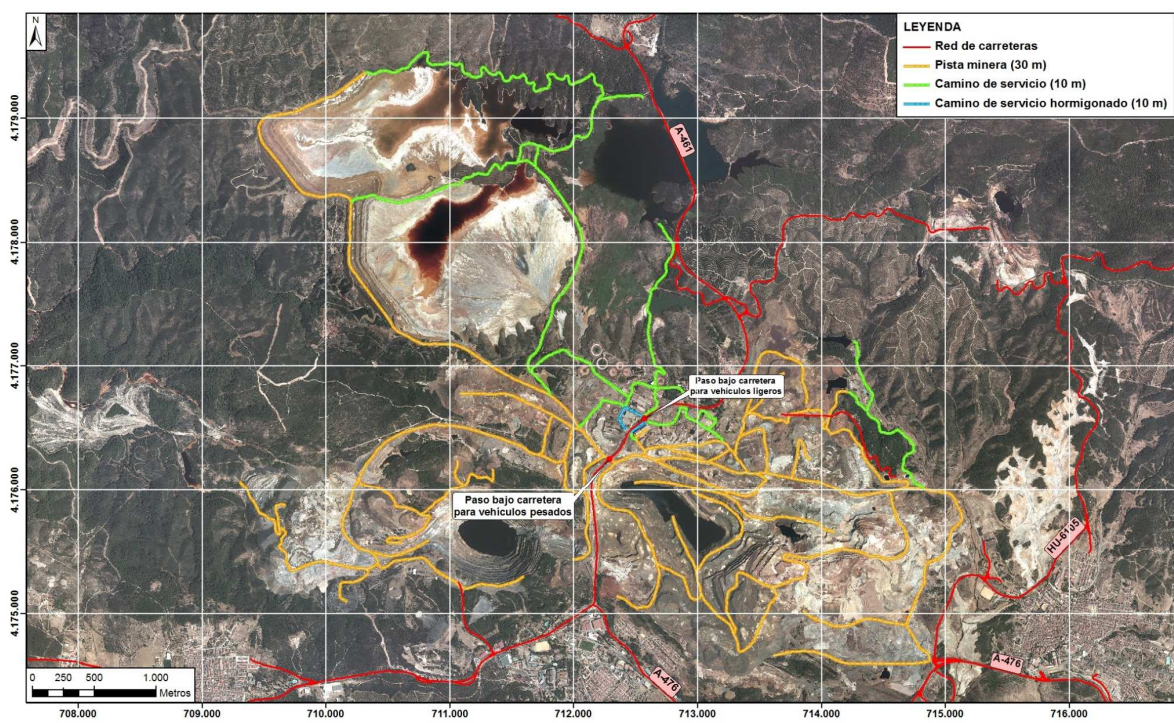 N
LEYENDA
Red de carreteras
Pista minera (30 m)
Camino de servicio (10 m)
Camino de servicio hormigonado (10 m)
4.179.000
A-461
4.178.000
4.177.000
Paso bajo carretera
para vehiculos ligeros
4.176.000
Paso bajo carretera
para vehículos pesados
HU-6105
4.175.000
A-476
A-476
0 250 500 1.000
Metros
708.000 709.000 710.000 711.000 712.000 713.000 714.000 715.000 716.000